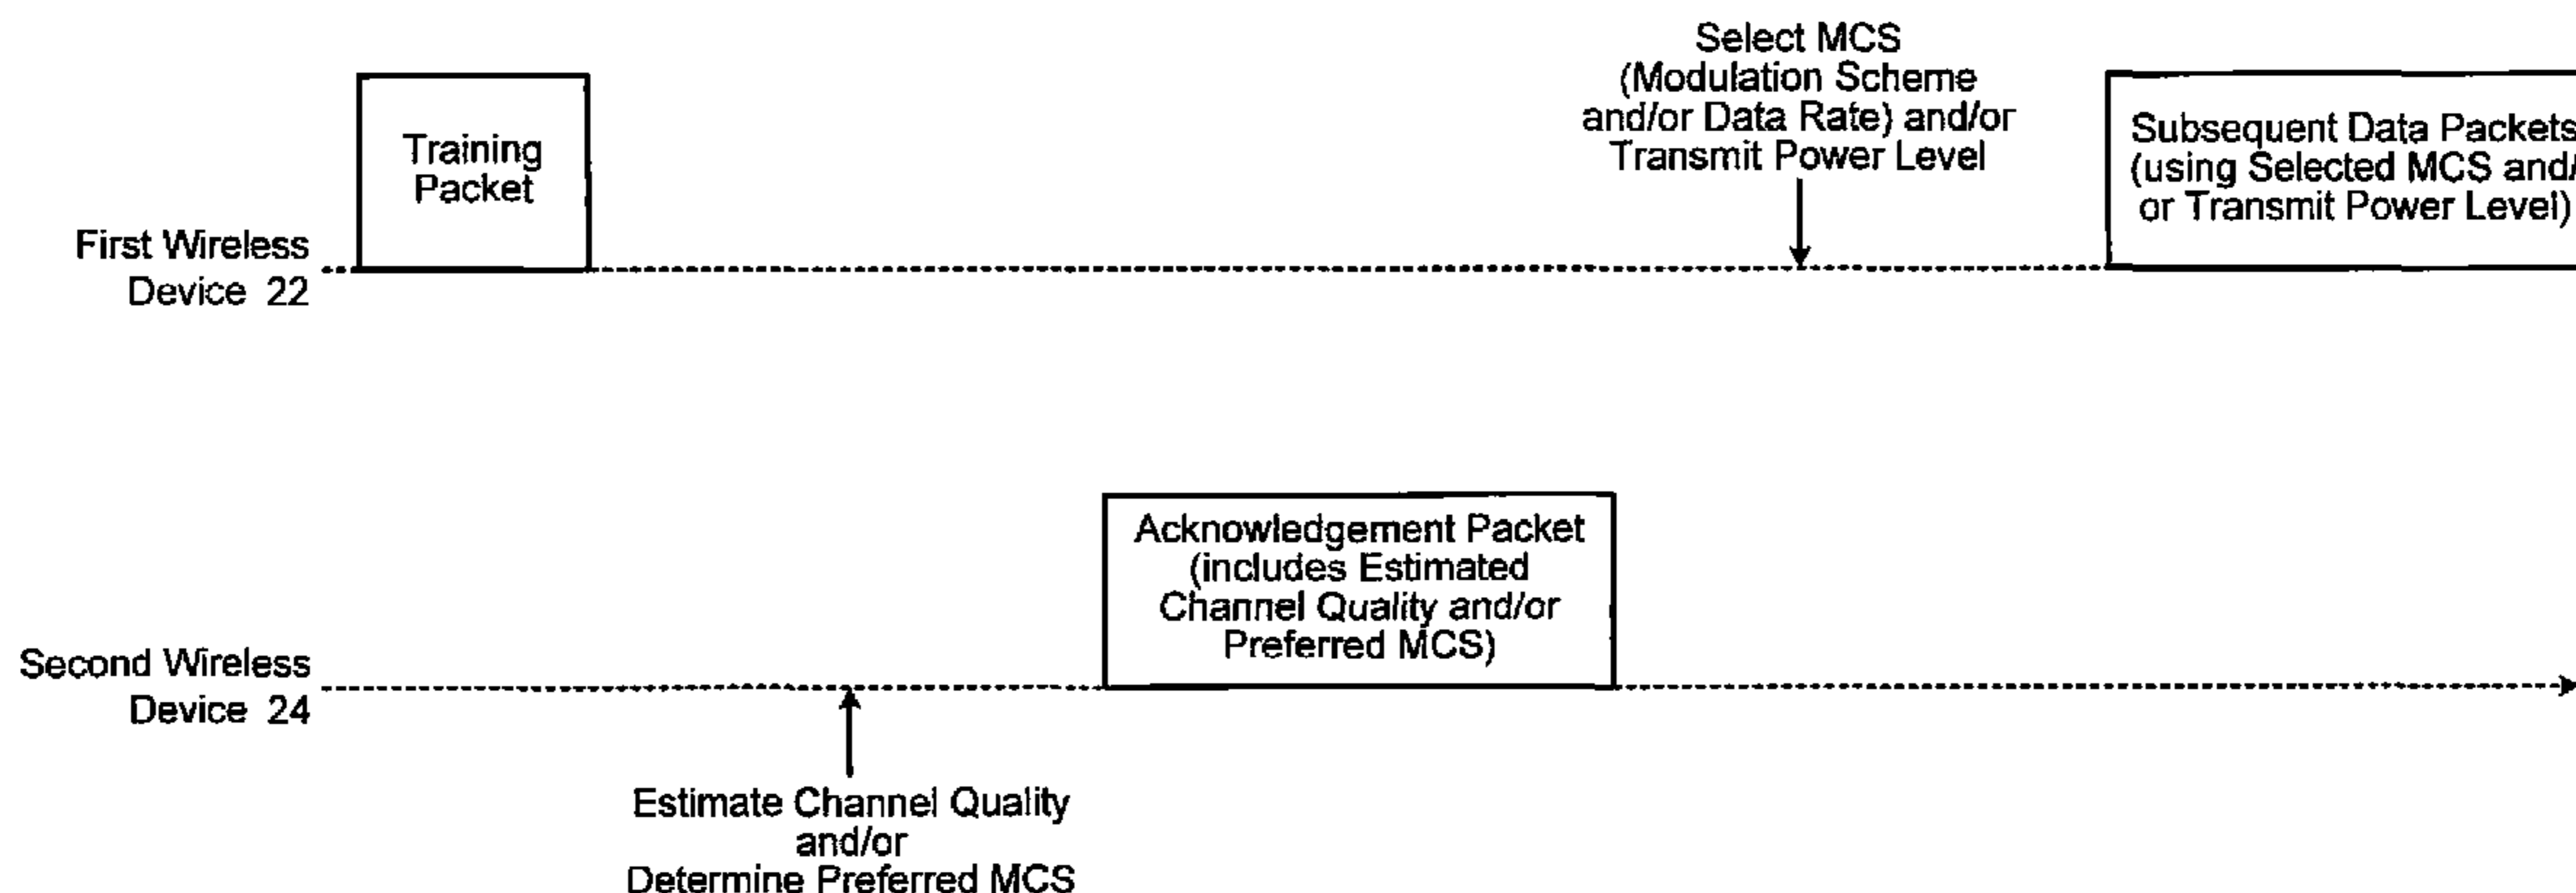 Select MCS
(Modulation Scheme
and/or Data Rate) and/or
Transmit Power Level
Training
Packet
Subsequent Data Packets
(using Selected MCS and/
or Transmit Power Level)
First Wireless
Device 22
Acknowledgement Packet
(includes Estimated
Channel Quality and/or
Preferred MCS)
Second Wireless
Device 24
Estimate Channel Quality
and/or
Determine Preferred MCS